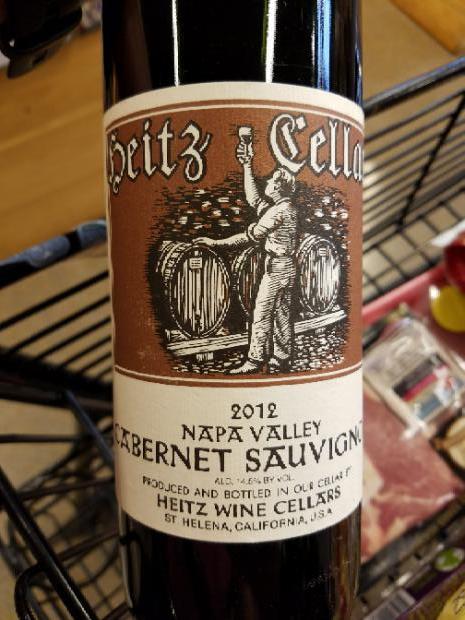 Heitz Cella
2012
NAPA VALLEY
CABERNET SAUVIGNO
ALC. 14.5% BY VOL.
PRODUCED AND BOTTLED IN OUR CELLAR BY
HEITZ WINE CELLARS
ST HELENA, CALIFORNIA, U.S.A